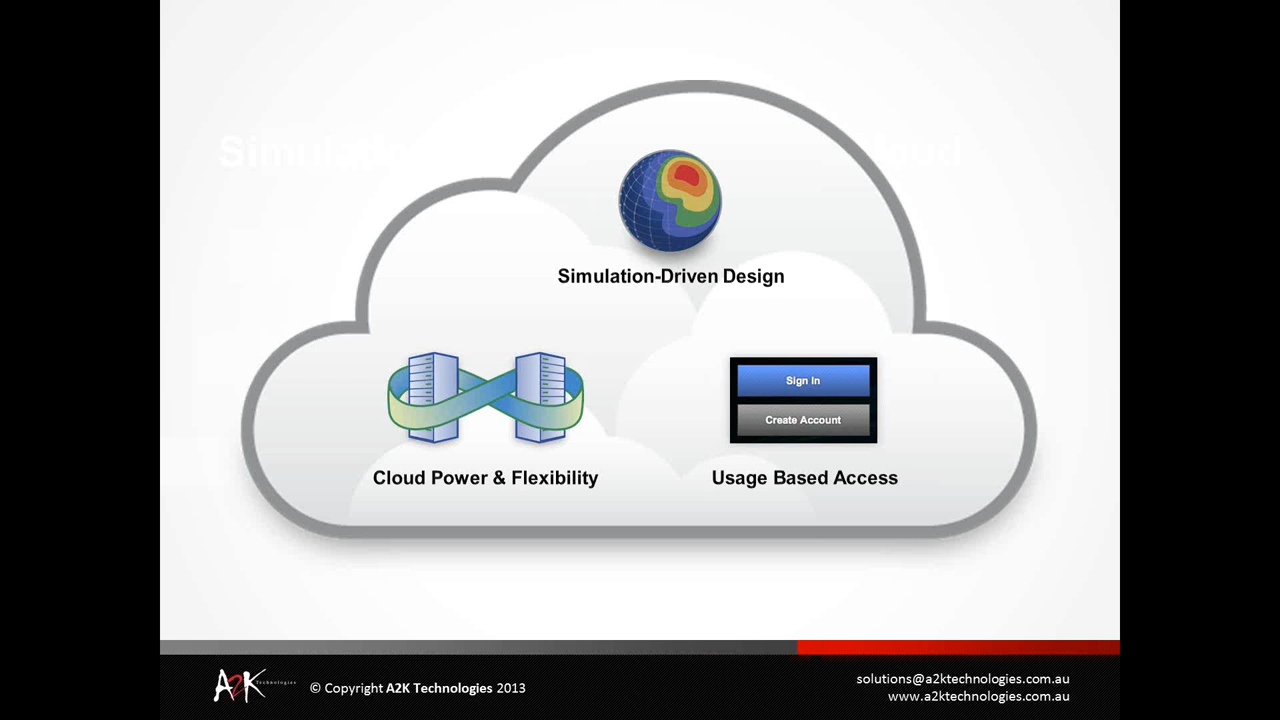 Simulation-Driven Design
Sign In
Create Account
Cloud Power & Flexibility
Usage Based Access
A2K Technologies
© Copyright A2K Technologies 2013
solutions@a2ktechnologies.com.au
www.a2ktechnologies.com.au